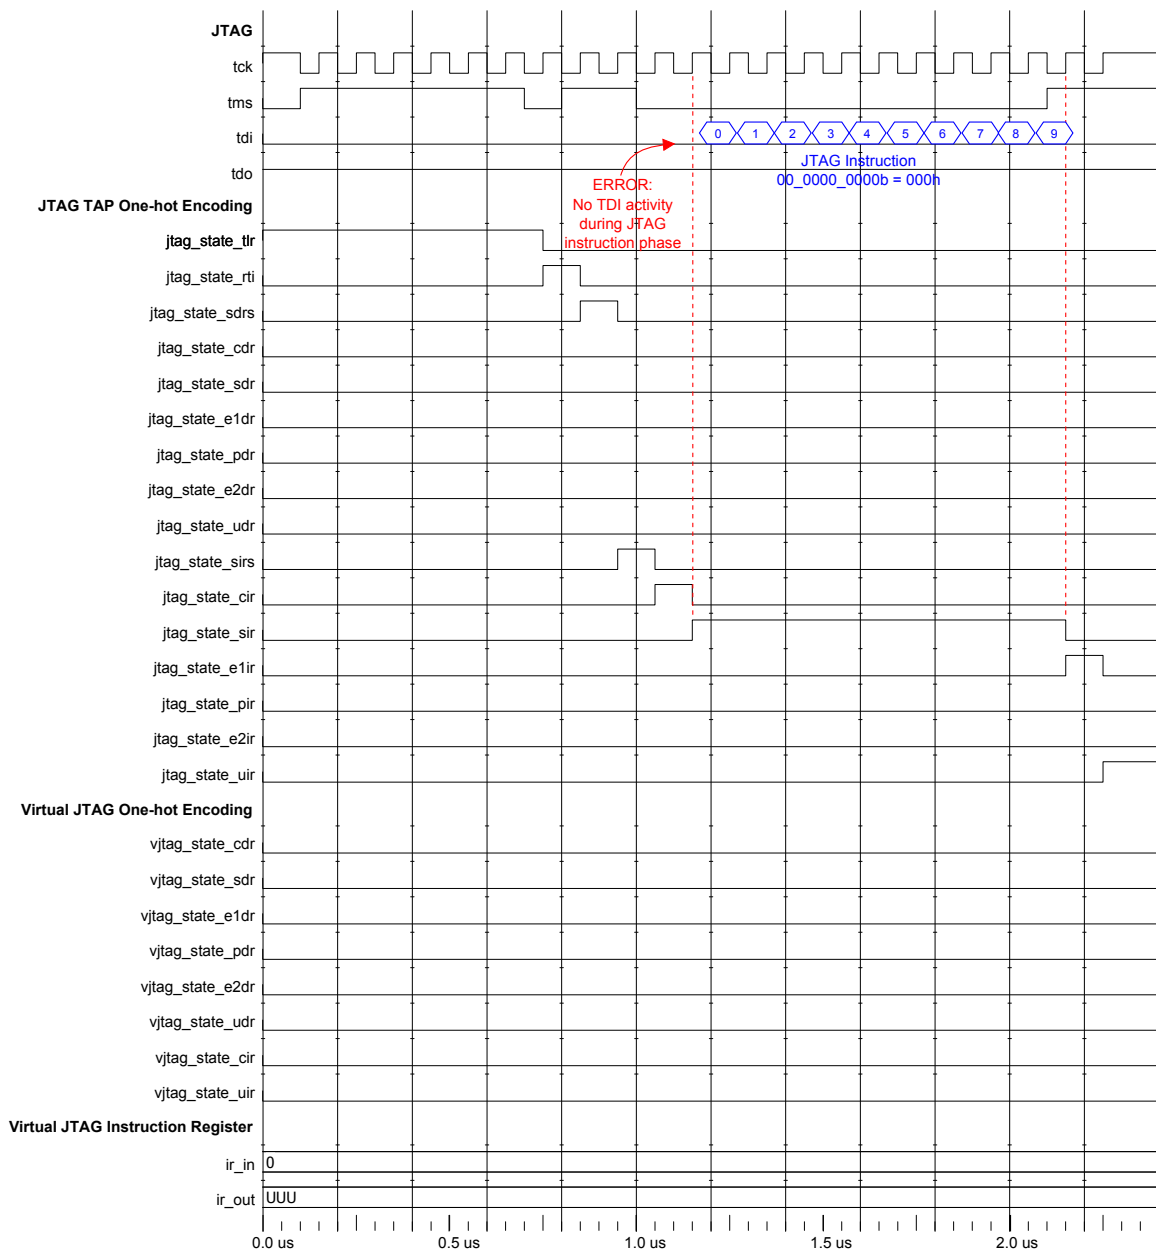 JTAG
tck
tms
tdi
0 1 2 3 4 5 6 7 8 9
JTAG Instruction
00_0000_0000b = 000h
tdo
ERROR:
No TDI activity
during JTAG
instruction phase
JTAG TAP One-hot Encoding
jtag_state_tlr
jtag_state_rti
jtag_state_sdrs
jtag_state_cdr
jtag_state_sdr
jtag_state_e1dr
jtag_state_pdr
jtag_state_e2dr
jtag_state_udr
jtag_state_sirs
jtag_state_cir
jtag_state_sir
jtag_state_e1ir
jtag_state_pir
jtag_state_e2ir
jtag_state_uir
Virtual JTAG One-hot Encoding
vjtag_state_cdr
vjtag_state_sdr
vjtag_state_e1dr
vjtag_state_pdr
vjtag_state_e2dr
vjtag_state_udr
vjtag_state_cir
vjtag_state_uir
Virtual JTAG Instruction Register
ir_in 0
ir_out UUU
0.0 us 0.5 us 1.0 us 1.5 us 2.0 us